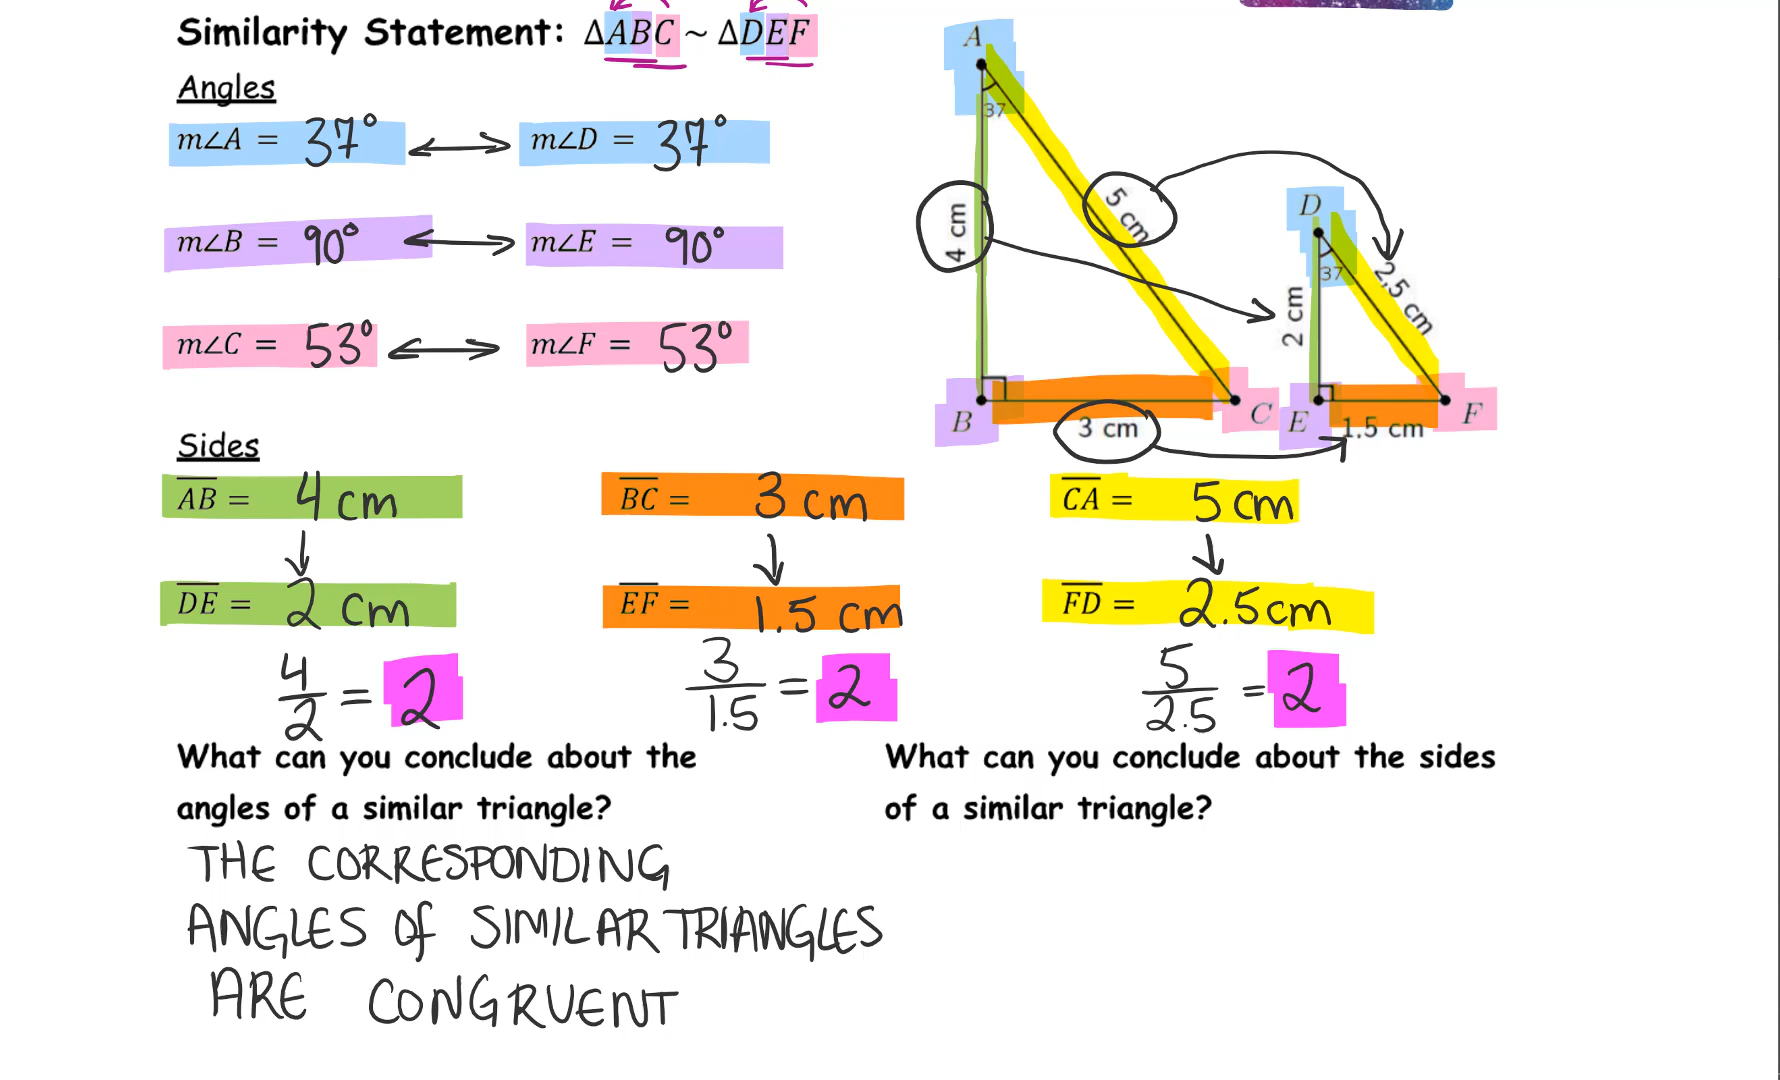 Similarity Statement: ΔABC ~ ΔDEF
Angles
m∠A = 37° m∠D = 37°
m∠B = 90° m∠E = 90°
m∠C = 53° m∠F = 53°
A
37
4 cm
5 cm
B
3 cm
C
D
37
2 cm
2.5 cm
E
1.5 cm
F
Sides
AB = 4 cm BC = 3 cm CA = 5 cm
DE = 2 cm EF = 1.5 cm FD = 2.5cm
4/2 = 2 3/1.5 = 2 5/2.5 = 2
What can you conclude about the
angles of a similar triangle?
THE CORRESPONDING
ANGLES Of SIMILAR TRIANGLES
ARE CONGRUENT
What can you conclude about the sides
of a similar triangle?